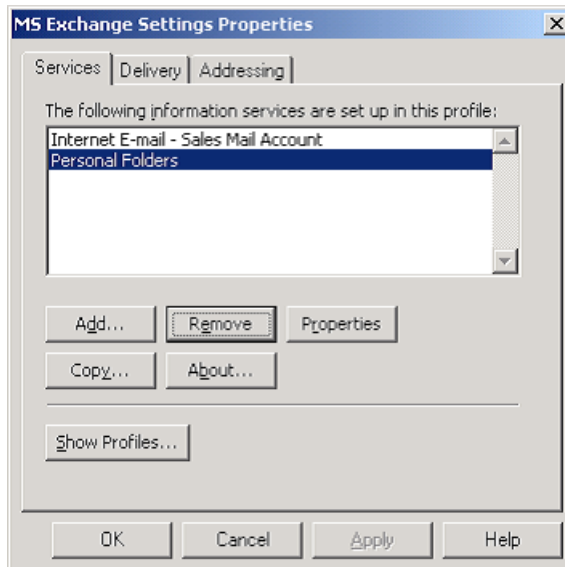 MS Exchange Settings Properties
Services Delivery Addressing
The following information services are set up in this profile:
Internet E-mail - Sales Mail Account
Personal Folders
Add... Remove Properties
Copy... About...
Show Profiles...
OK Cancel Apply Help